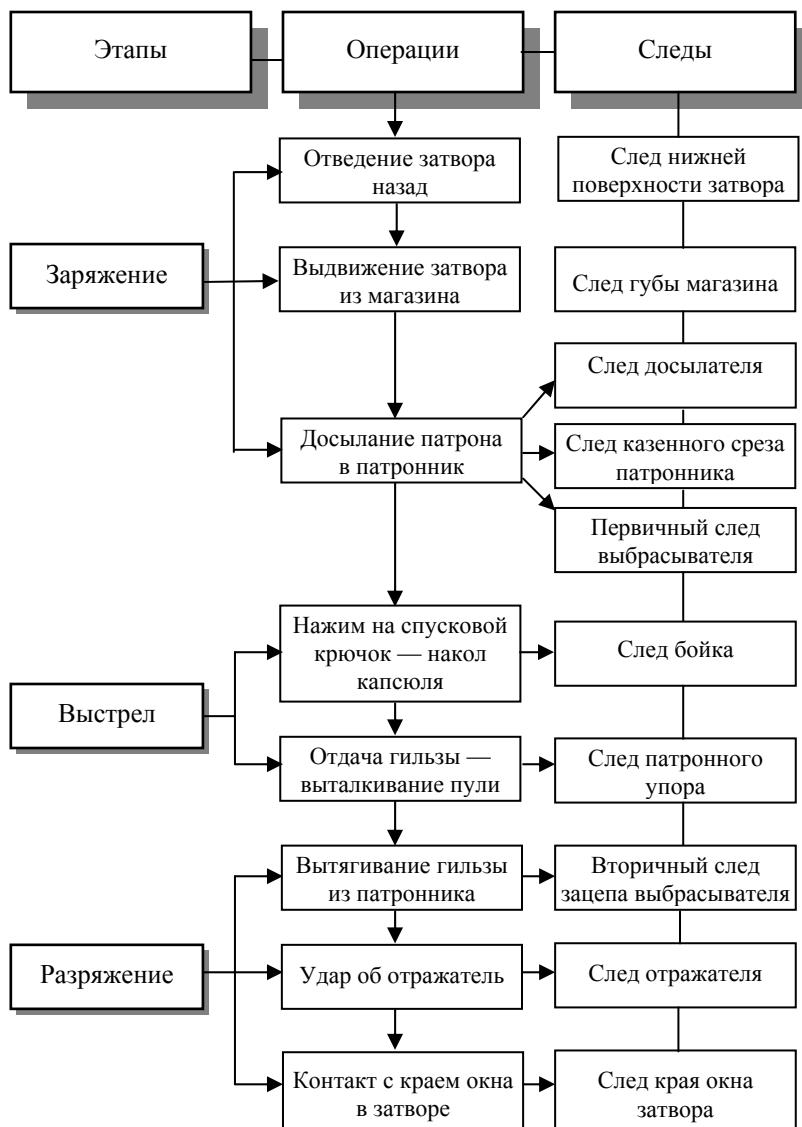 Этапы
Операции
Следы
Отведение затвора
назад
След нижней
поверхности затвора
Заряжение
Выдвижение затвора
из магазина
След губы магазина
След досылателя
Досылание патрона
в патронник
След казенного среза
патронника
Первичный след
выбрасывателя
Нажим на спусковой
крючок — накол
капсюля
След бойка
Выстрел
Отдача гильзы —
выталкивание пули
След патронного
упора
Вытягивание гильзы
из патронника
Вторичный след
зацепа выбрасывателя
Разряжение
Удар об отражатель
След отражателя
Контакт с краем окна
в затворе
След края окна
затвора